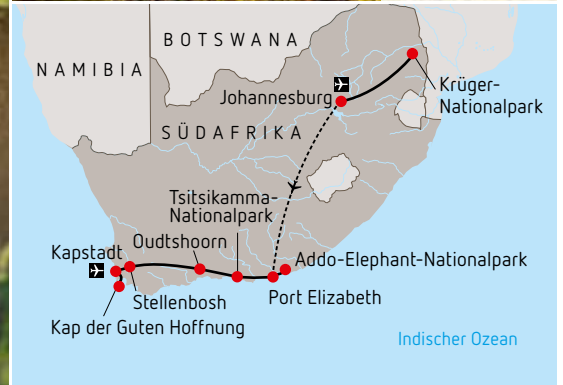 BOTSWANA
NAMIBIA
Krüger-
Nationalpark
Johannesburg
SÜDAFRIKA
Tsitsikamma-
Nationalpark
Oudtshoorn
Kapstadt
Addo-Elephant-Nationalpark
Stellenbosh
Port Elizabeth
Kap der Guten Hoffnung
Indischer Ozean